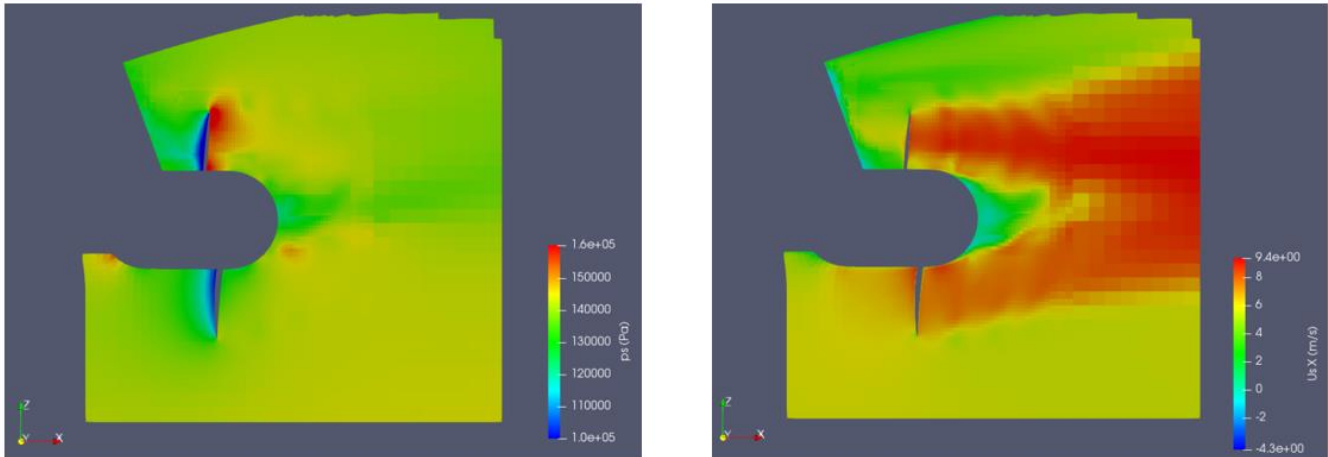 1.6e+05
150000
140000
130000
120000
110000
1.0e+05
ps (Pa)
Z
Y
X
9.4e+00
8
6
4
2
0
-2
-4.3e+00
Us X (m/s)
Z
Y
X